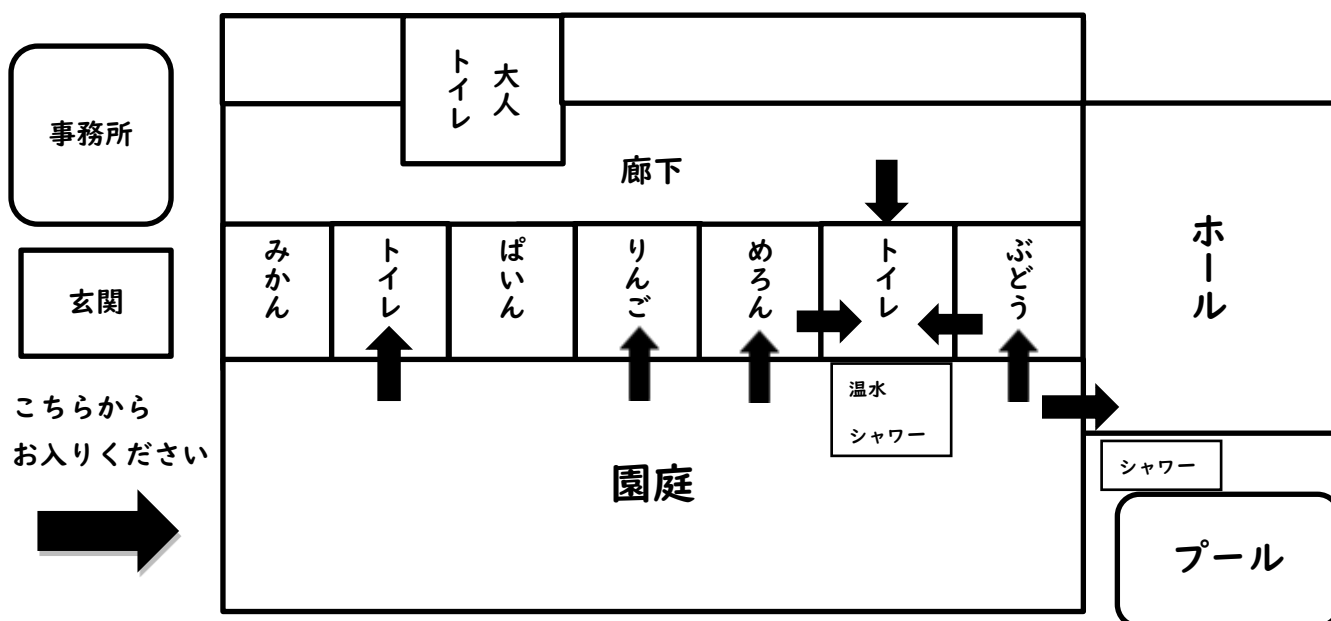 事務所
玄関
こちらから
お入りください
大人
トイレ
廊下
みかん
トイレ
ぱいん
りんご
めろん
トイレ
ぶどう
ホール
温水
シャワー
園庭
シャワー
プール